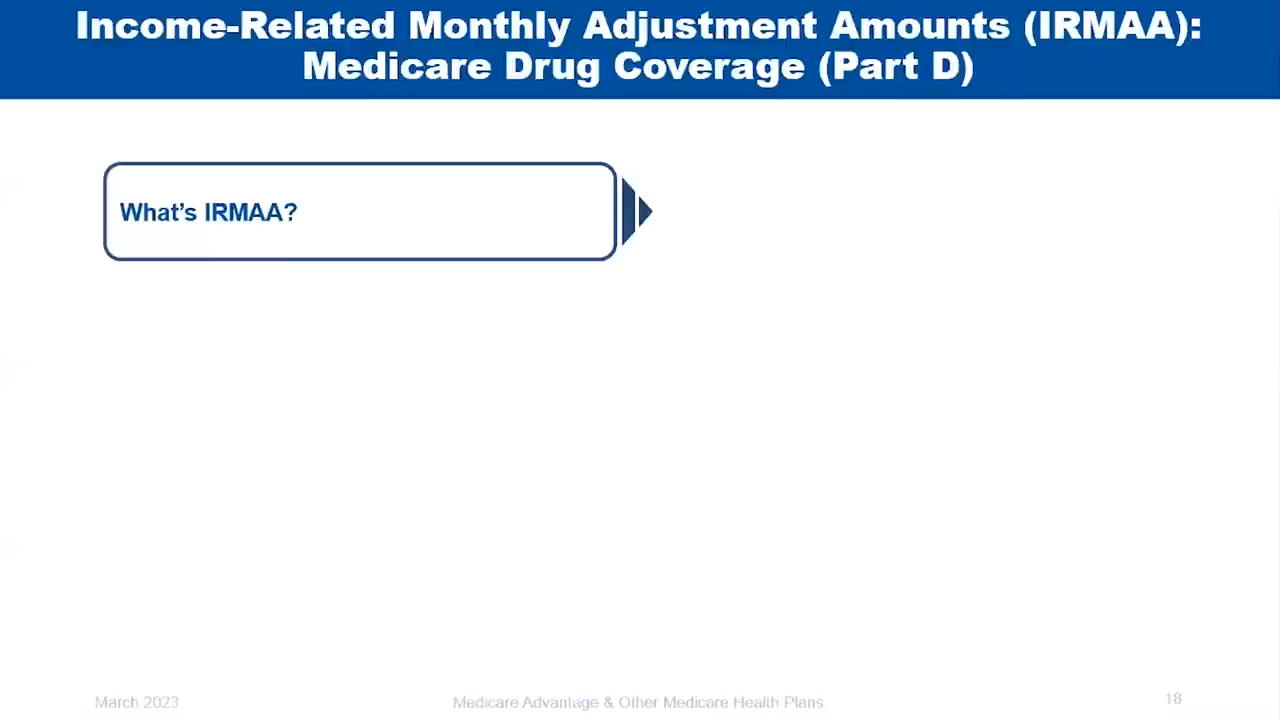 Income-Related Monthly Adjustment Amounts (IRMAA):
Medicare Drug Coverage (Part D)
What’s IRMAA?
March 2023
Medicare Advantage & Other Medicare Health Plans
18